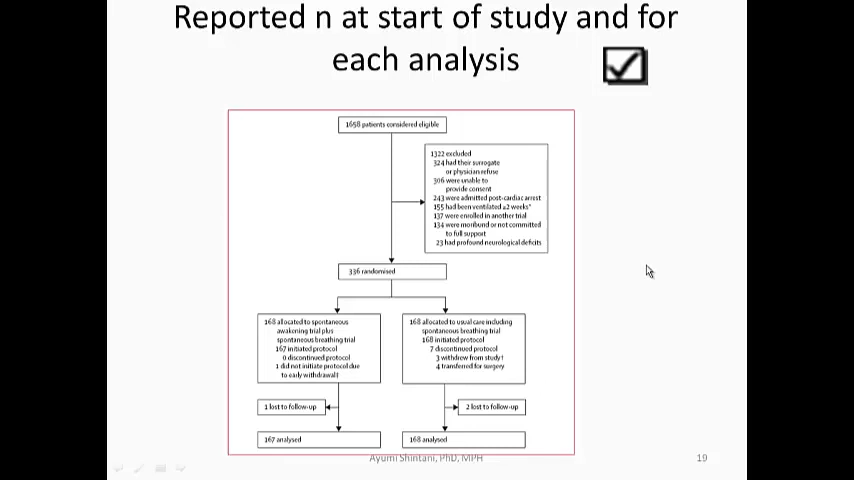 Reported n at start of study and for
each analysis
1658 patients considered eligible
1322 excluded
324 had their surrogate
or physician refuse
306 were unable to
provide consent
243 were admitted post-cardiac arrest
155 had been ventilated ≥2 weeks*
137 were enrolled in another trial
134 were moribund or not committed
to full support
23 had profound neurological deficits
336 randomised
168 allocated to spontaneous
awakening trial plus
spontaneous breathing trial
167 initiated protocol
0 discontinued protocol
1 did not initiate protocol due
to early withdrawal†
168 allocated to usual care including
spontaneous breathing trial
168 initiated protocol
7 discontinued protocol
3 withdrew from study†
4 transferred for surgery
1 lost to follow-up
2 lost to follow-up
167 analysed
168 analysed
Ayumi Shintani, PhD, MPH
19